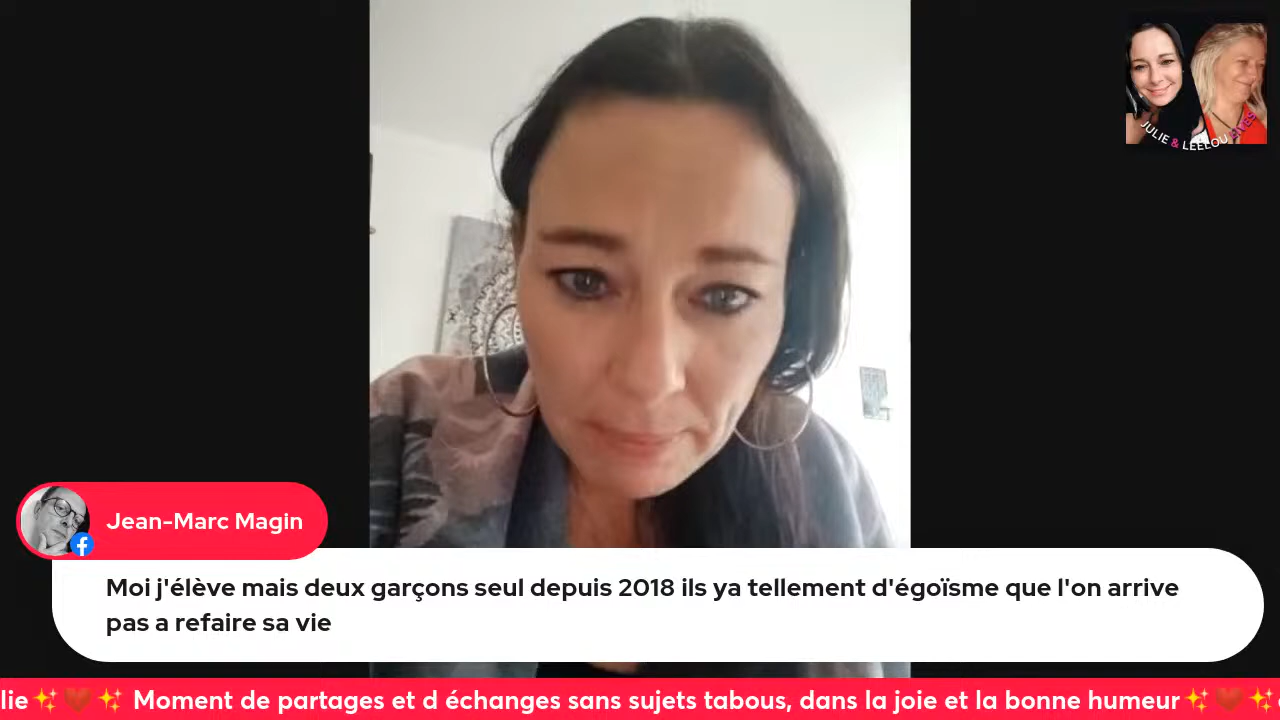 JULIE & LEELOU LIVES
Jean-Marc Magin
Moi j'élève mais deux garçons seul depuis 2018 ils ya tellement d'égoïsme que l'on arrive
pas a refaire sa vie
lie✨❤️✨ Moment de partages et d échanges sans sujets tabous, dans la joie et la bonne humeur✨❤️✨